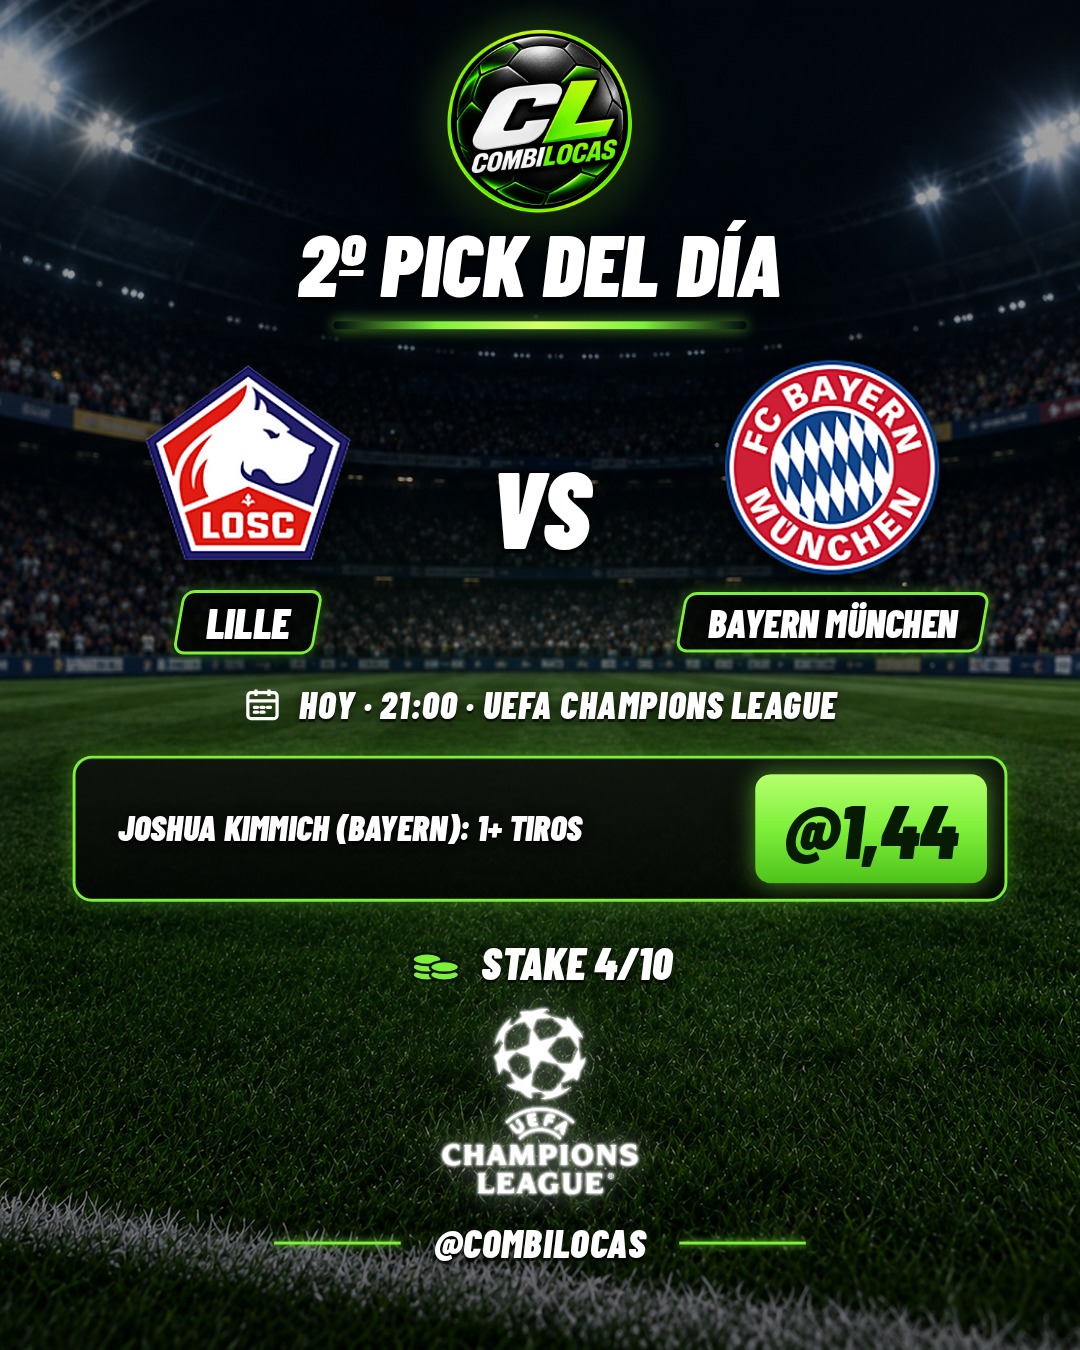 CL
COMBILOCAS
2º PICK DEL DÍA
LOSC
FC BAYERN
MÜNCHEN
VS
LILLE
BAYERN MÜNCHEN
HOY · 21:00 · UEFA CHAMPIONS LEAGUE
JOSHUA KIMMICH (BAYERN): 1+ TIROS
@1,44
STAKE 4/10
UEFA
CHAMPIONS
LEAGUE®
@COMBILOCAS